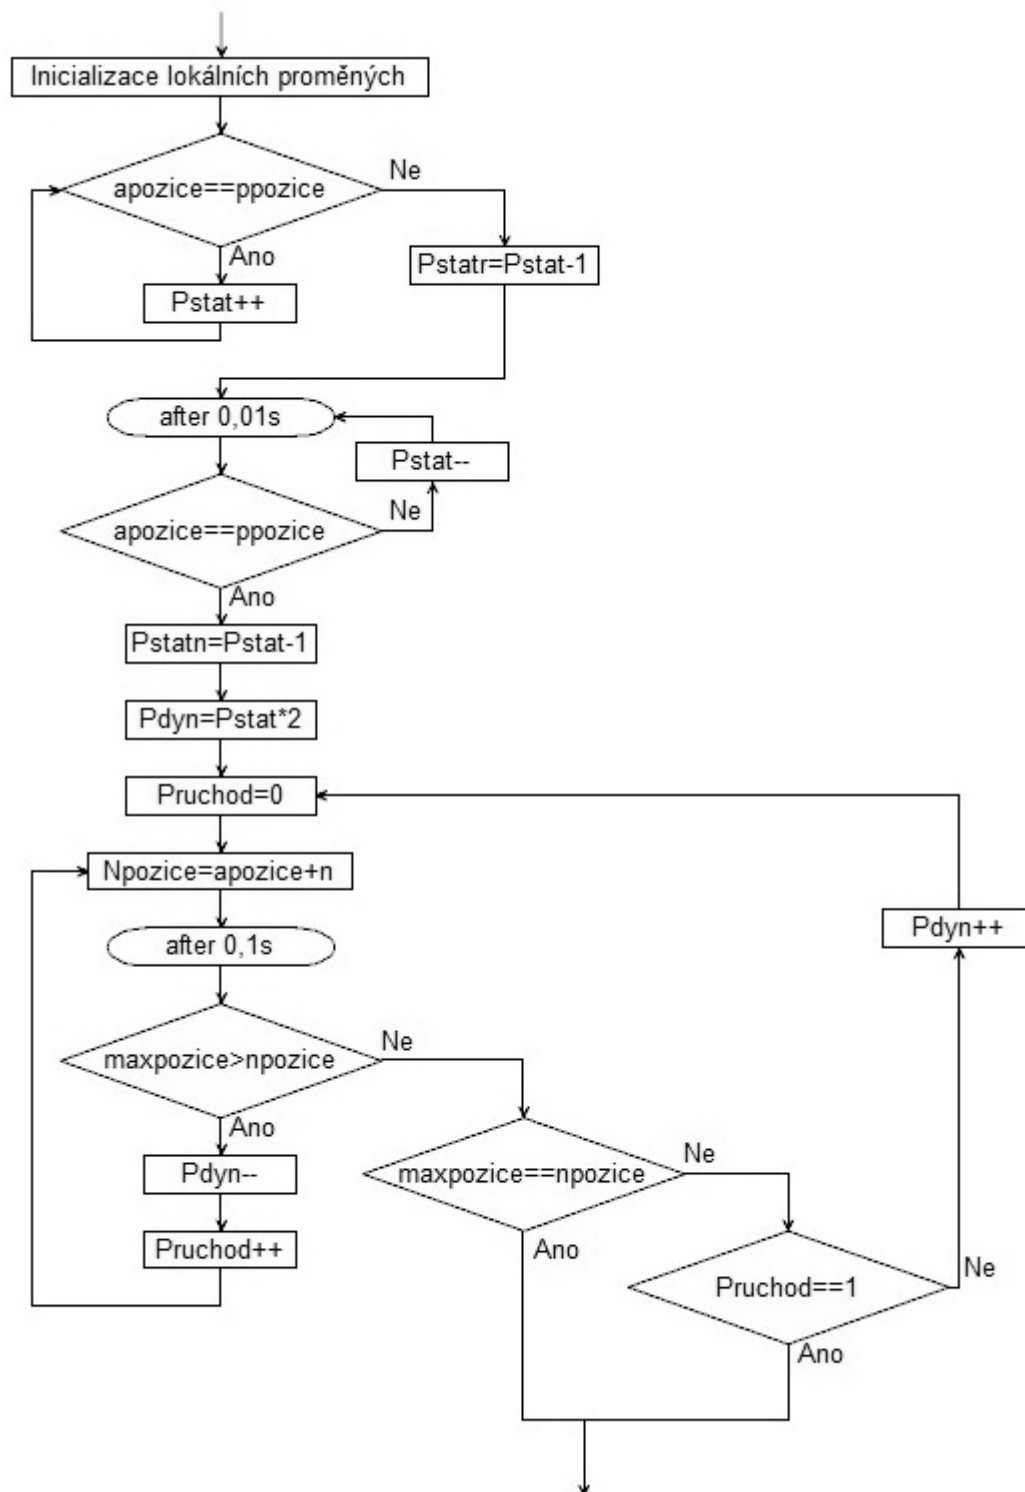 Inicializace lokálních proměných
apozice==ppozice
Ne
Ano
Pstatr=Pstat-1
Pstat++
after 0,01s
Pstat--
apozice==ppozice
Ne
Ano
Pstatn=Pstat-1
Pdyn=Pstat*2
Pruchod=0
Npozice=apozice+n
Pdyn++
after 0,1s
maxpozice>npozice
Ne
Ano
Pdyn--
maxpozice==npozice
Ne
Pruchod++
Ano
Pruchod==1
Ne
Ano